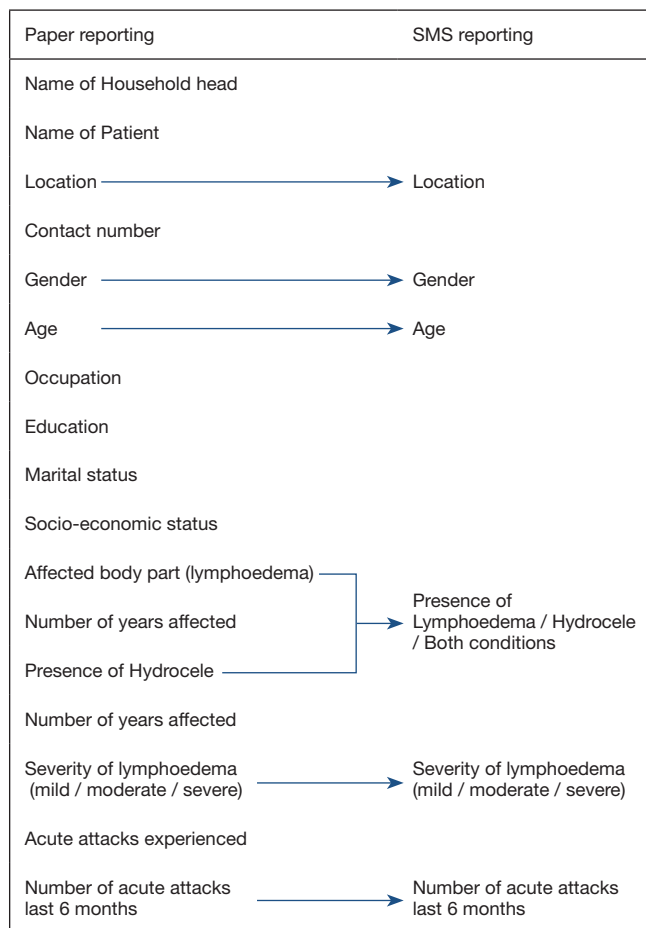 Paper reporting SMS reporting
Name of Household head
Name of Patient
Location Location
Contact number
Gender Gender
Age Age
Occupation
Education
Marital status
Socio-economic status
Affected body part (lymphoedema)
Number of years affected
Presence of Hydrocele
Presence of
Lymphoedema / Hydrocele
/ Both conditions
Number of years affected
Severity of lymphoedema
(mild / moderate / severe)
Severity of lymphoedema
(mild / moderate / severe)
Acute attacks experienced
Number of acute attacks
last 6 months
Number of acute attacks
last 6 months